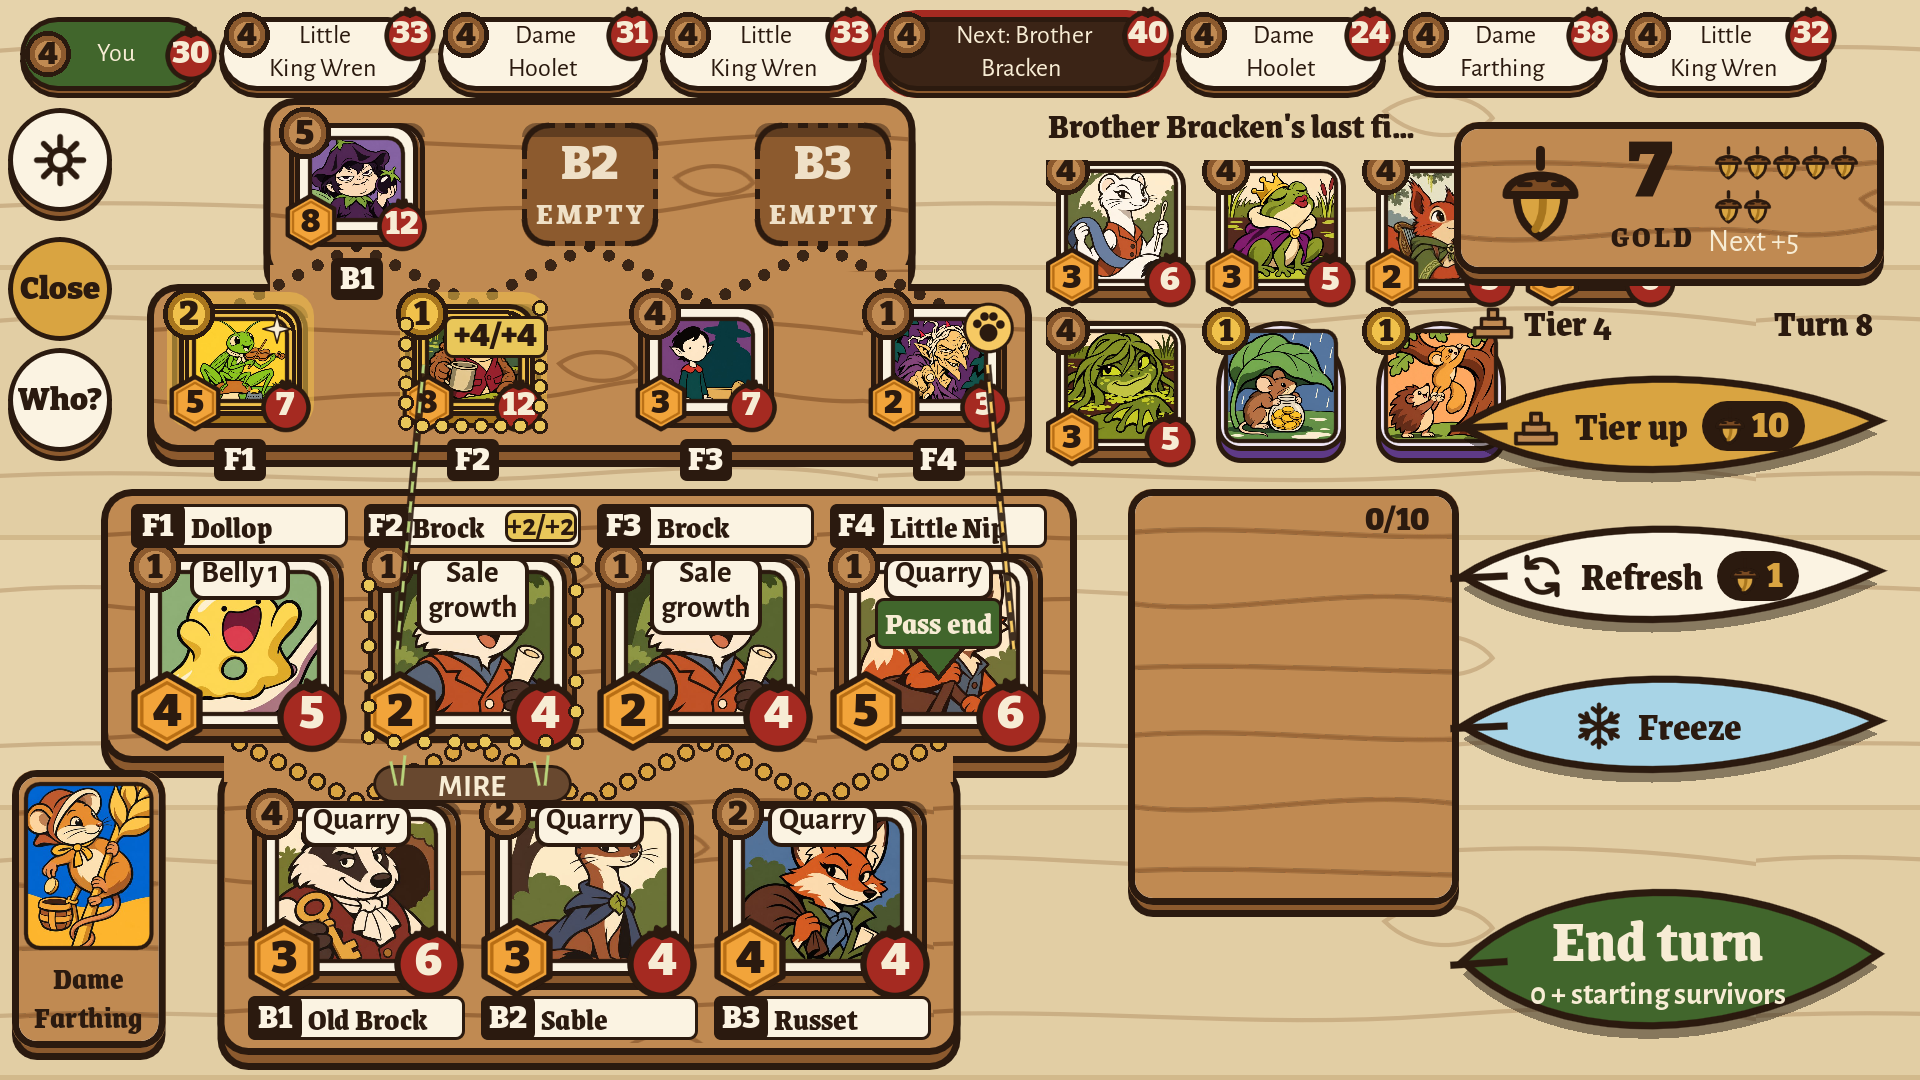 4 You 30
4 Little King Wren 33
4 Dame Hoolet 31
4 Little King Wren 33
4 Next: Brother Bracken 40
4 Dame Hoolet 24
4 Dame Farthing 38
4 Little King Wren 32
Close
Who?
5
8
12
B1
B2
EMPTY
B3
EMPTY
2
5
7
F1
1
+4/+4
8
12
F2
4
3
7
F3
1
2
3
F4
Brother Bracken's last fi...
4
3
6
4
3
5
4
2
4
3
5
1
1
7
GOLD
Next +5
Tier 4
Turn 8
Tier up
10
Refresh
1
Freeze
End turn
0 + starting survivors
0/10
F1 Dollop
1
Belly 1
4
5
F2 Brock +2/+2
1
Sale
growth
2
4
F3 Brock
1
Sale
growth
2
4
F4 Little Nip
1
Quarry
Pass end
5
6
MIRE
4
Quarry
3
6
B1 Old Brock
2
Quarry
3
4
B2 Sable
2
Quarry
4
4
B3 Russet
Dame
Farthing